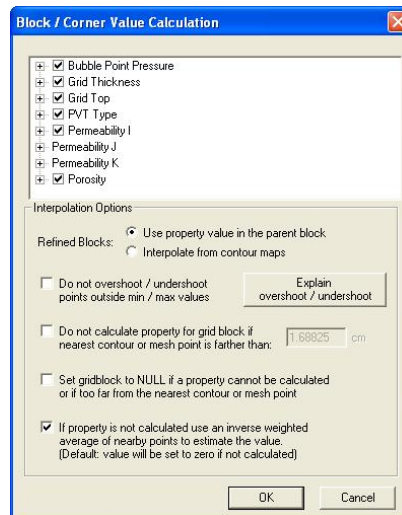 Block / Corner Value Calculation
Bubble Point Pressure
Grid Thickness
Grid Top
PVT Type
Permeability I
Permeability J
Permeability K
Porosity
Interpolation Options
Refined Blocks:
Use property value in the parent block
Interpolate from contour maps
Do not overshoot / undershoot
points outside min / max values
Explain
overshoot / undershoot
Do not calculate property for grid block if
nearest contour or mesh point is farther than:
1.68825 cm
Set gridblock to NULL if a property cannot be calculated
or if too far from the nearest contour or mesh point
If property is not calculated use an inverse weighted
average of nearby points to estimate the value.
(Default: value will be set to zero if not calculated)
OK
Cancel